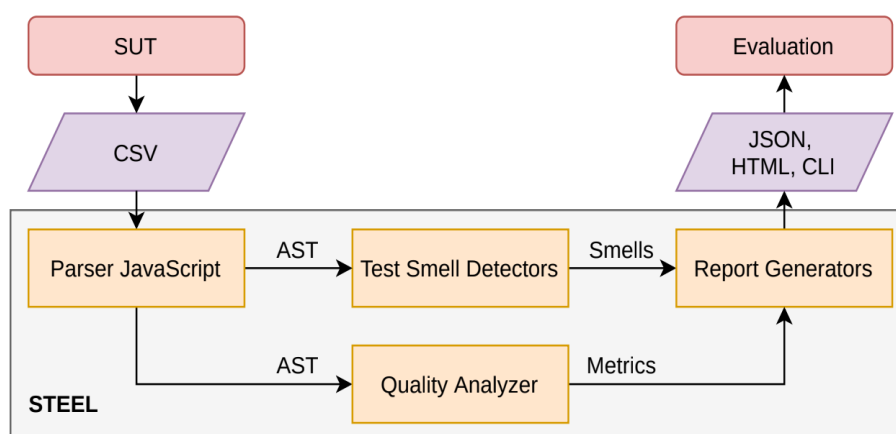 SUT
Evaluation
CSV
JSON,
HTML, CLI
Parser JavaScript
AST
Test Smell Detectors
Smells
Report Generators
AST
Quality Analyzer
Metrics
STEEL